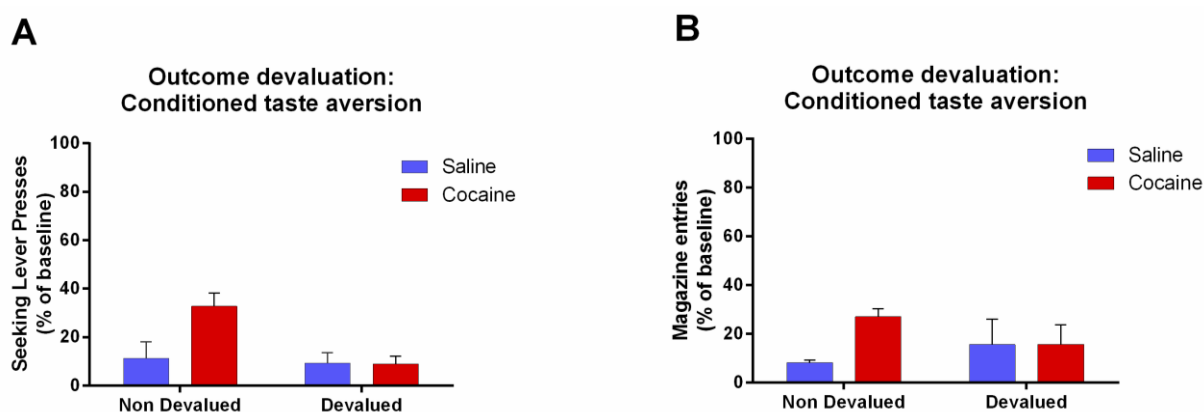 A
Outcome devaluation:
Conditioned taste aversion
Seeking Lever Presses
(% of baseline)
100
80
60
40
20
0
Saline
Cocaine
Non Devalued
Devalued
B
Outcome devaluation:
Conditioned taste aversion
Magazine entries
(% of baseline)
100
80
60
40
20
0
Saline
Cocaine
Non Devalued
Devalued